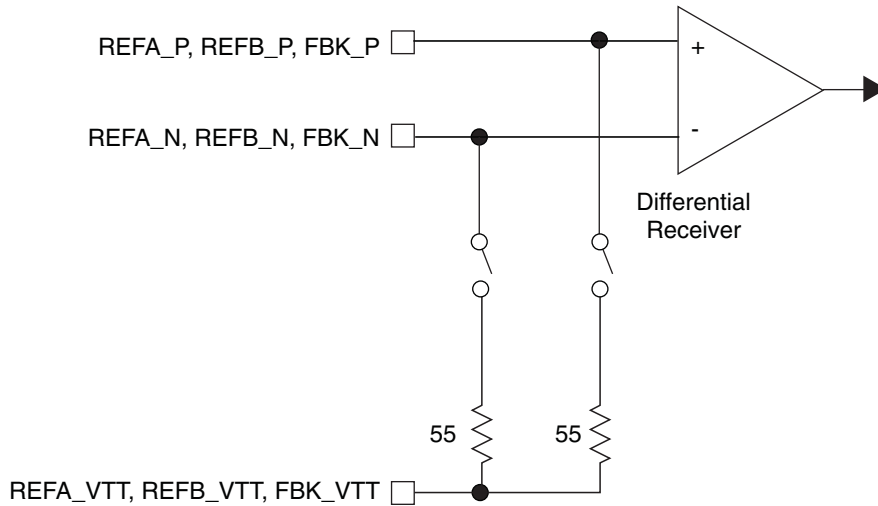 REFA_P, REFB_P, FBK_P
+
REFA_N, REFB_N, FBK_N
-
Differential
Receiver
55
55
REFA_VTT, REFB_VTT, FBK_VTT